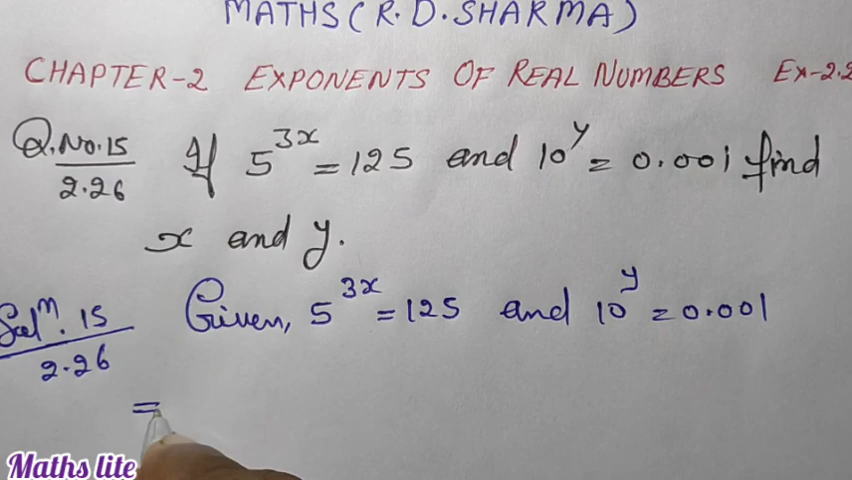 MATHS (R.D. SHARMA)
CHAPTER-2 EXPONENTS OF REAL NUMBERS Ex-2.2
Q.No.15 If 5^3x = 125 and 10^y = 0.001 find
2.26
x and y.
Solⁿ. 15 Given, 5^3x = 125 and 10^y = 0.001
2.26
=
Maths lite